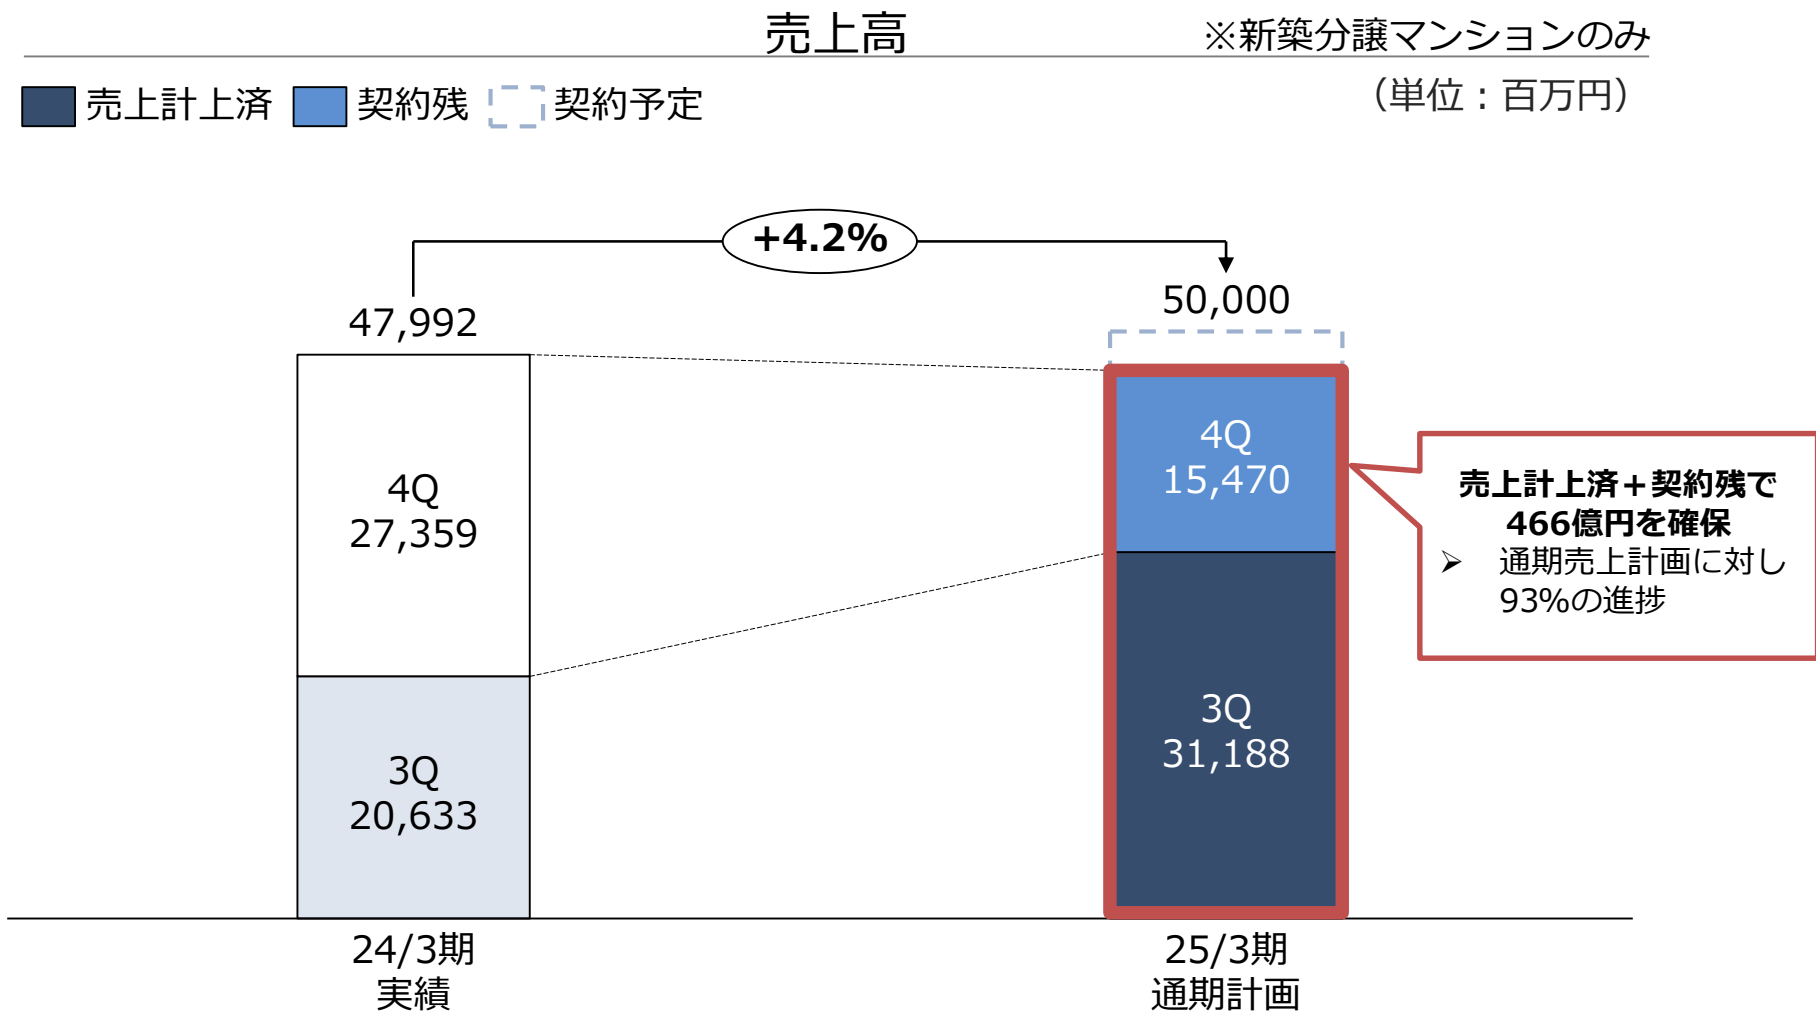 売上高
※新築分譲マンションのみ
（単位：百万円）
売上計上済
契約残
契約予定
+4.2%
47,992
50,000
4Q
27,359
3Q
20,633
4Q
15,470
3Q
31,188
売上計上済＋契約残で
466億円を確保
➢ 通期売上計画に対し
93%の進捗
24/3期
実績
25/3期
通期計画